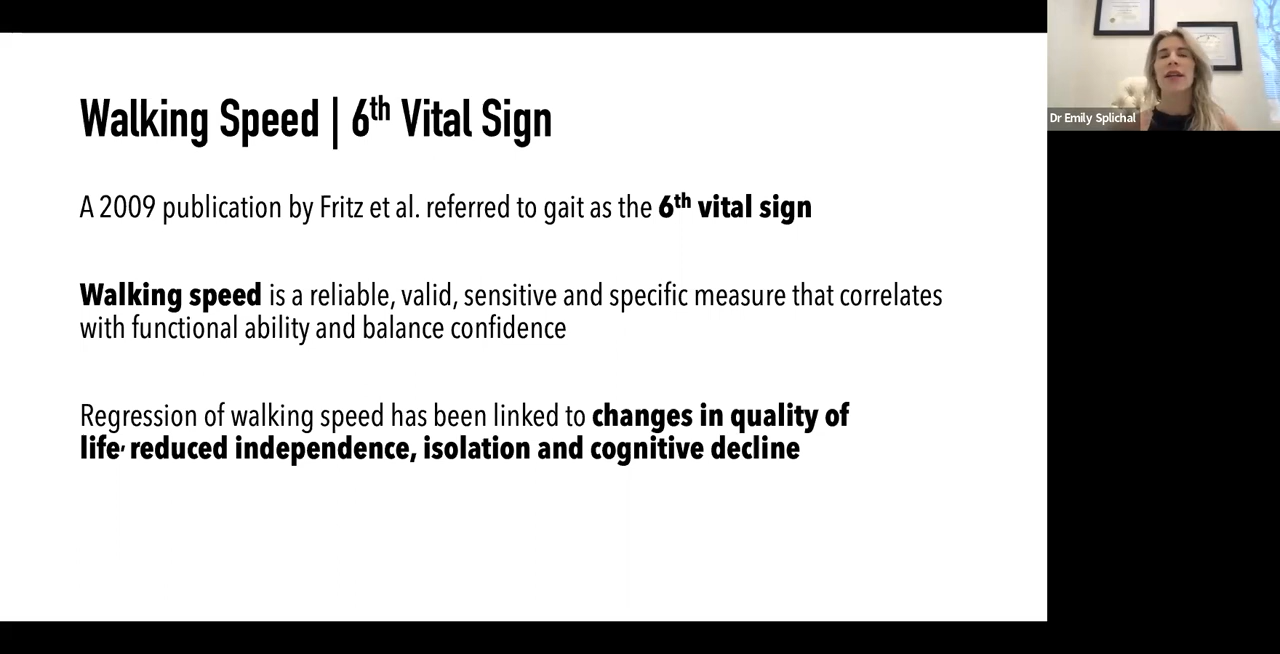 Walking Speed | 6th Vital Sign
A 2009 publication by Fritz et al. referred to gait as the 6th vital sign
Walking speed is a reliable, valid, sensitive and specific measure that correlates
with functional ability and balance confidence
Regression of walking speed has been linked to changes in quality of
life, reduced independence, isolation and cognitive decline
Dr Emily Splichal